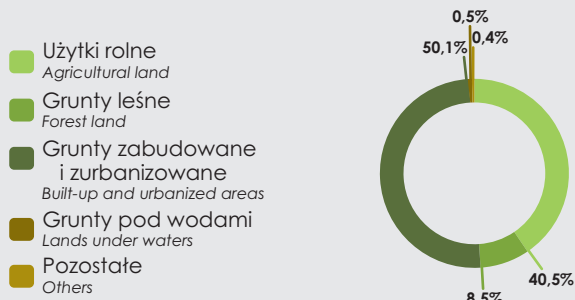 Użytki rolne
Agricultural land
Grunty leśne
Forest land
Grunty zabudowane
i zurbanizowane
Built-up and urbanized areas
Grunty pod wodami
Lands under waters
Pozostałe
Others
0,5%
50,1%
0,4%
40,5%
8,5%